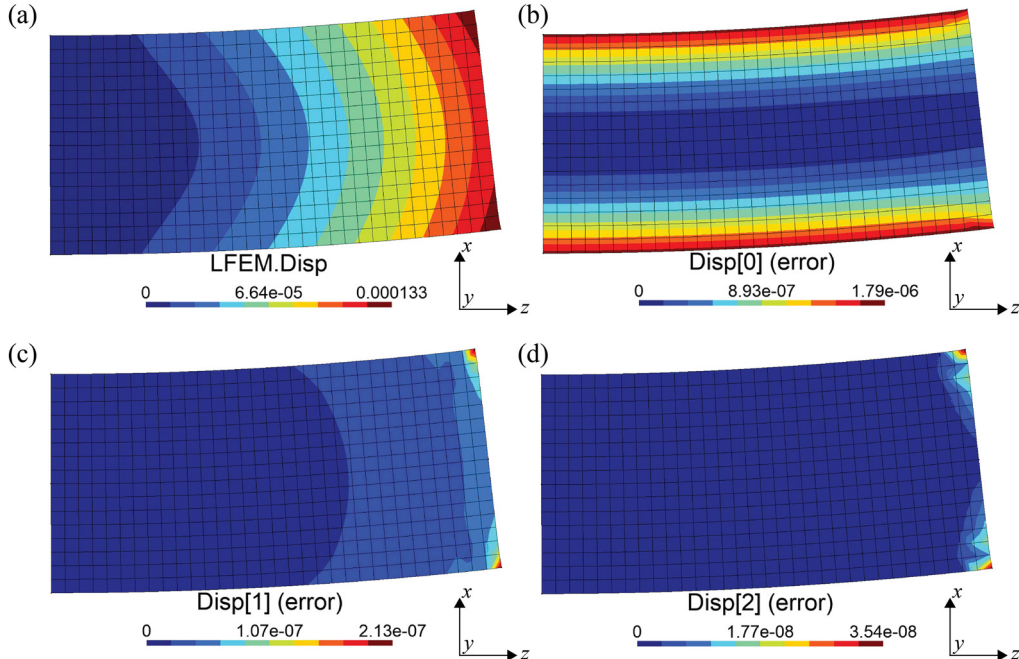 (a)
LFEM.Disp
0 6.64e-05 0.000133
x
y z
(b)
Disp[0] (error)
0 8.93e-07 1.79e-06
x
y z
(c)
Disp[1] (error)
0 1.07e-07 2.13e-07
x
y z
(d)
Disp[2] (error)
0 1.77e-08 3.54e-08
x
y z